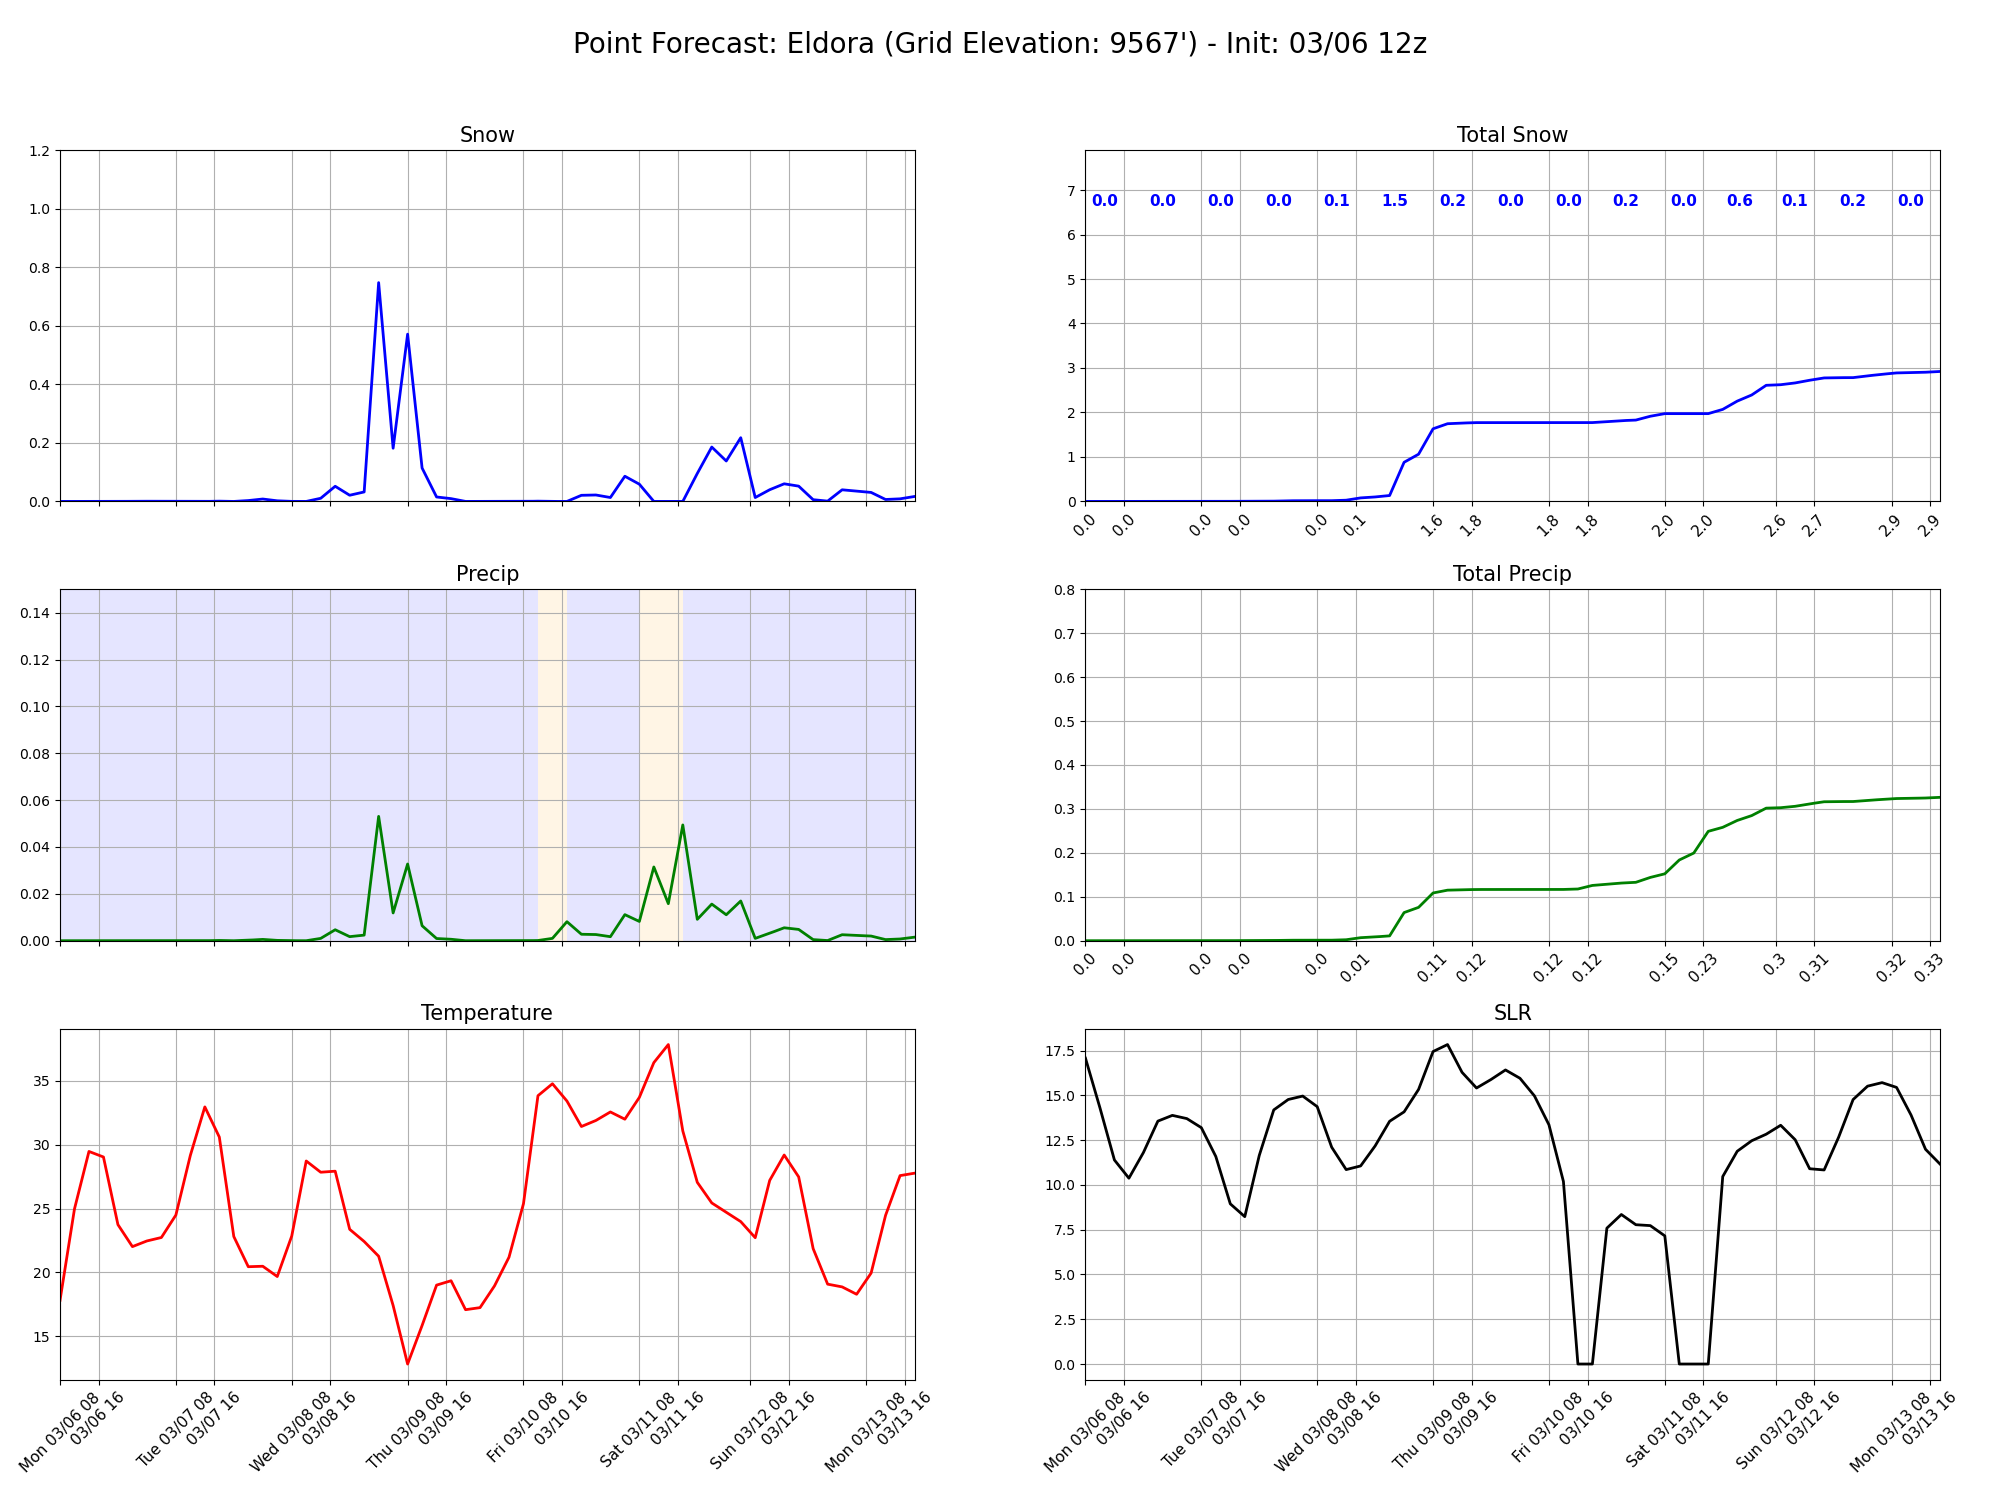 Point Forecast: Eldora (Grid Elevation: 9567') - Init: 03/06 12z
Snow
1.2
1.0
0.8
0.6
0.4
0.2
0.0
Total Snow
7
6
5
4
3
2
1
0
0.0 0.0 0.0 0.0 0.1 1.5 0.2 0.0 0.0 0.2 0.0 0.6 0.1 0.2 0.0
0.0 0.0 0.0 0.0 0.0 0.1 1.6 1.8 1.8 1.8 2.0 2.0 2.6 2.7 2.9 2.9
Precip
0.14
0.12
0.10
0.08
0.06
0.04
0.02
0.00
Total Precip
0.8
0.7
0.6
0.5
0.4
0.3
0.2
0.1
0.0
0.0 0.0 0.0 0.0 0.0 0.01 0.11 0.12 0.12 0.12 0.15 0.23 0.3 0.31 0.32 0.33
Temperature
35
30
25
20
15
Mon 03/06 08
03/06 16
Tue 03/07 08
03/07 16
Wed 03/08 08
03/08 16
Thu 03/09 08
03/09 16
Fri 03/10 08
03/10 16
Sat 03/11 08
03/11 16
Sun 03/12 08
03/12 16
Mon 03/13 08
03/13 16
SLR
17.5
15.0
12.5
10.0
7.5
5.0
2.5
0.0
Mon 03/06 08
03/06 16
Tue 03/07 08
03/07 16
Wed 03/08 08
03/08 16
Thu 03/09 08
03/09 16
Fri 03/10 08
03/10 16
Sat 03/11 08
03/11 16
Sun 03/12 08
03/12 16
Mon 03/13 08
03/13 16